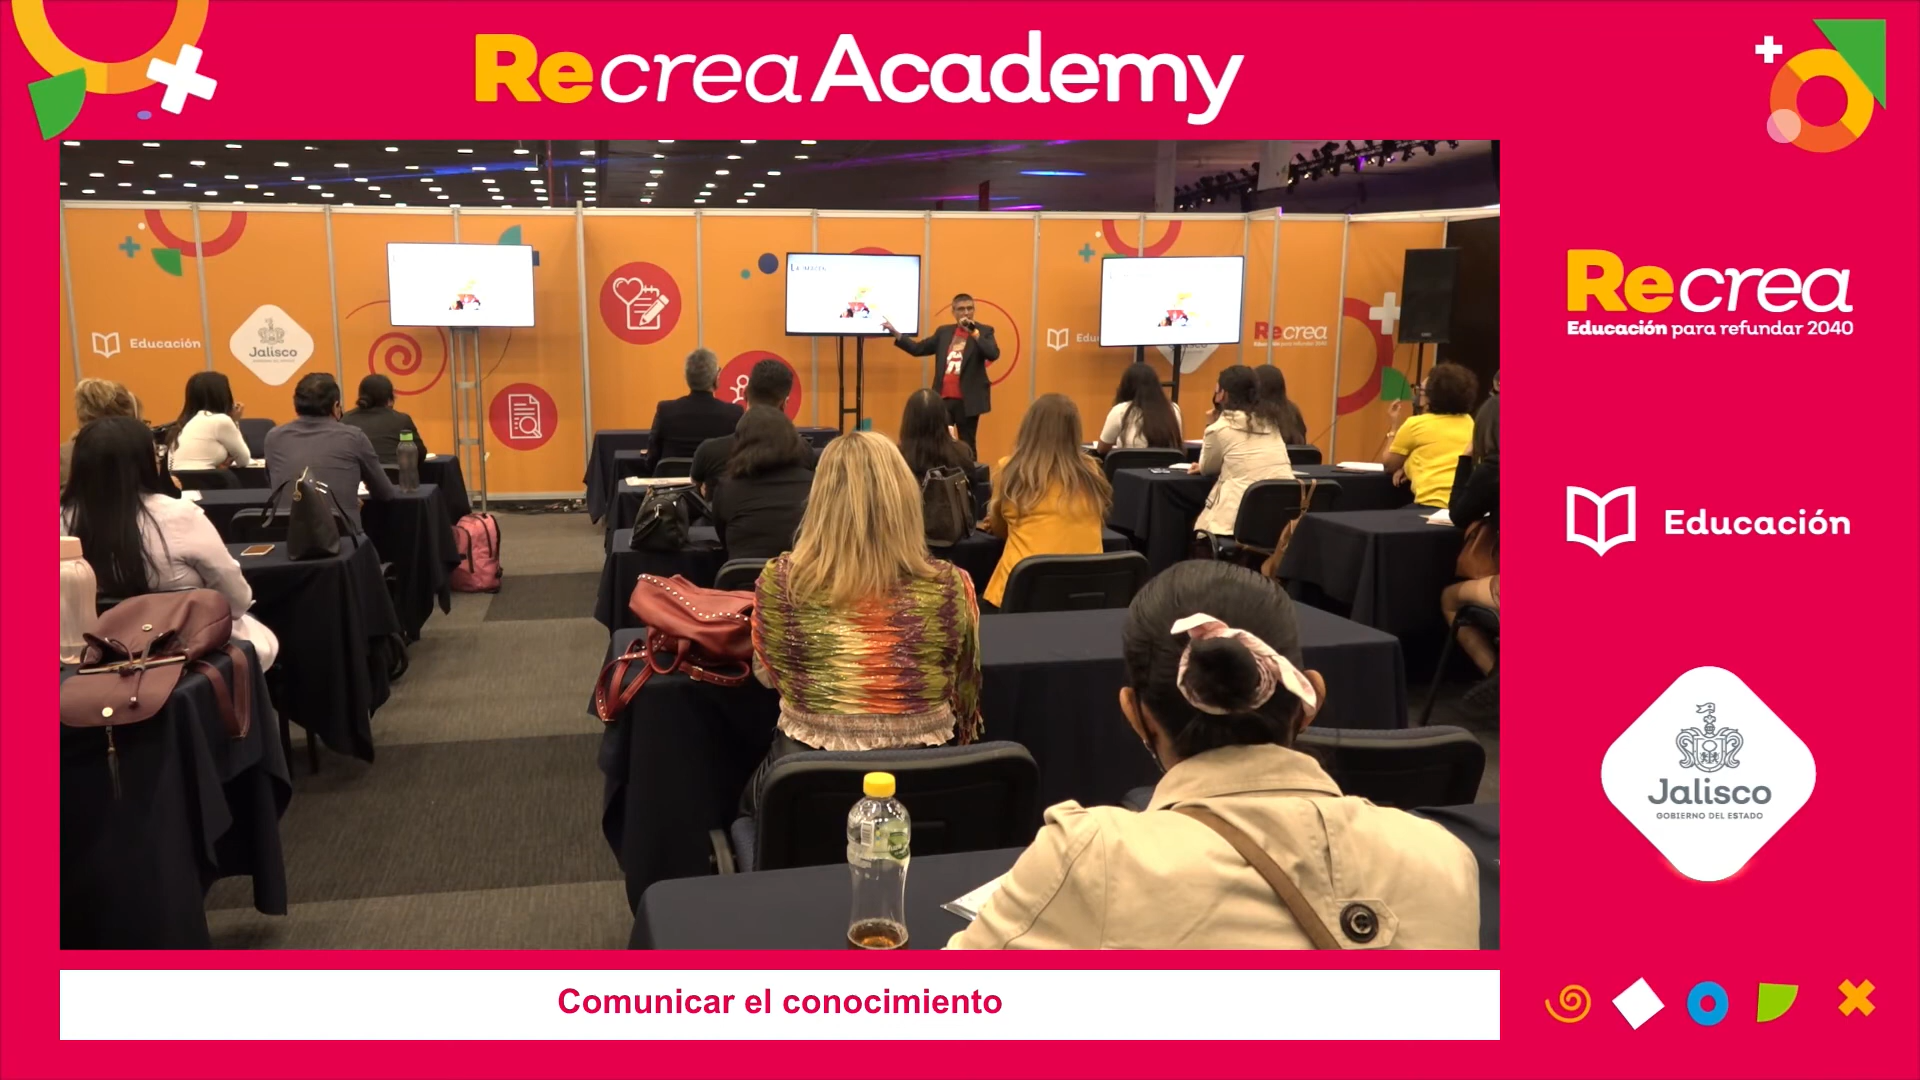 Recrea Academy
Educación
Jalisco
Recrea
Recrea
Educación para refundar 2040
Educación
Jalisco
GOBIERNO DEL ESTADO
Comunicar el conocimiento